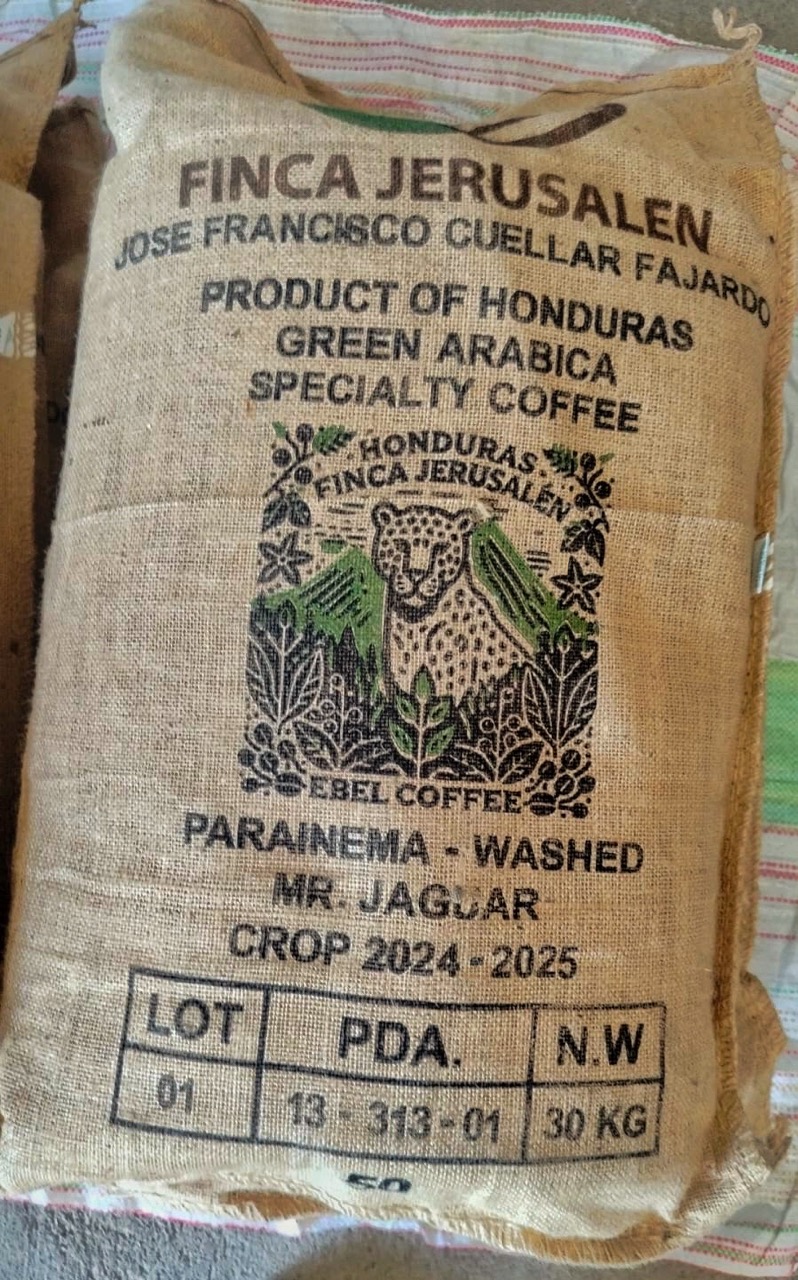 FINCA JERUSALEN
JOSE FRANCISCO CUELLAR FAJARDO
PRODUCT OF HONDURAS
GREEN ARABICA
SPECIALTY COFFEE
HONDURAS
FINCA JERUSALÉN
EBEL COFFEE
PARAINEMA - WASHED
MR. JAGUAR
CROP 2024-2025
LOT PDA. N.W
01 13 - 313-01 30 KG